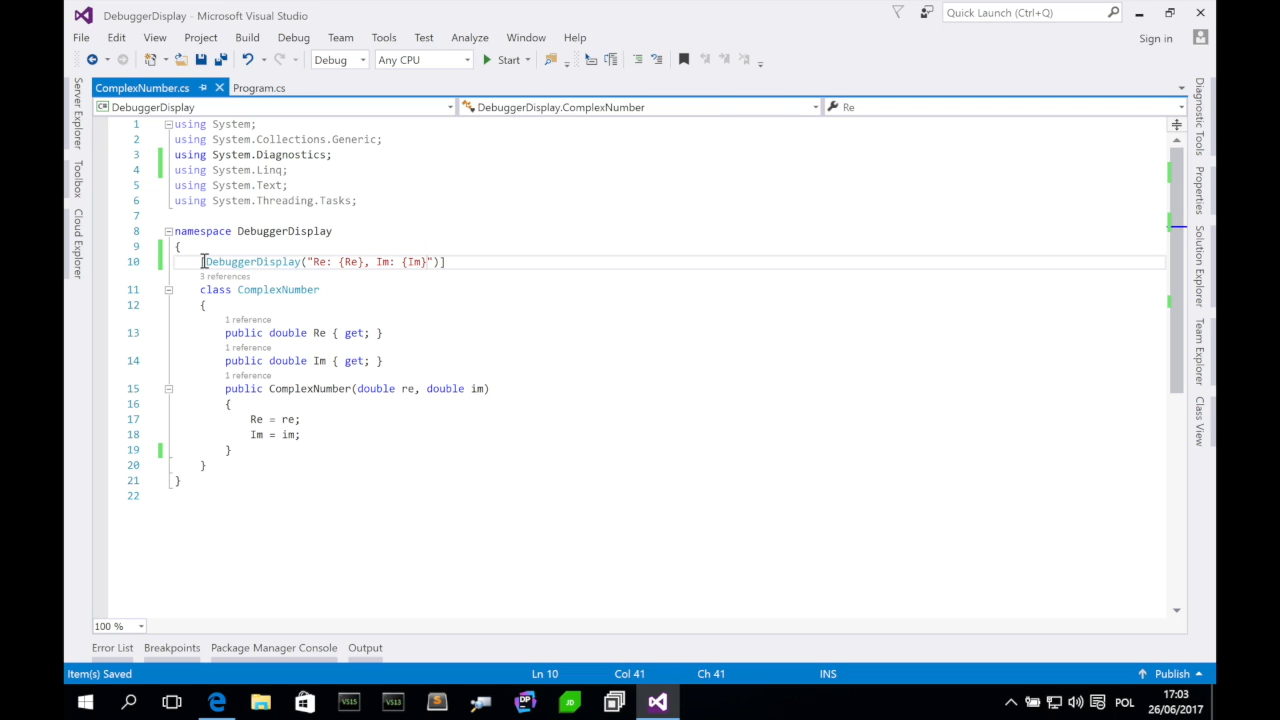 DebuggerDisplay - Microsoft Visual Studio
Quick Launch (Ctrl+Q)
File Edit View Project Build Debug Team Tools Test Analyze Window Help
Sign in
Debug Any CPU Start
ComplexNumber.cs Program.cs
DebuggerDisplay DebuggerDisplay.ComplexNumber Re
Server Explorer
Toolbox
Cloud Explorer
1 using System;
2 using System.Collections.Generic;
3 using System.Diagnostics;
4 using System.Linq;
5 using System.Text;
6 using System.Threading.Tasks;
7
8 namespace DebuggerDisplay
9 {
10 [DebuggerDisplay("Re: {Re}, Im: {Im}")]
3 references
11 class ComplexNumber
12 {
1 reference
13 public double Re { get; }
1 reference
14 public double Im { get; }
1 reference
15 public ComplexNumber(double re, double im)
16 {
17 Re = re;
18 Im = im;
19 }
20 }
21 }
22
Diagnostic Tools
Properties
Solution Explorer
Team Explorer
Class View
100 %
Error List Breakpoints Package Manager Console Output
Item(s) Saved Ln 10 Col 41 Ch 41 INS Publish
VS15 VS13 S DP JD POL 17:03
26/06/2017